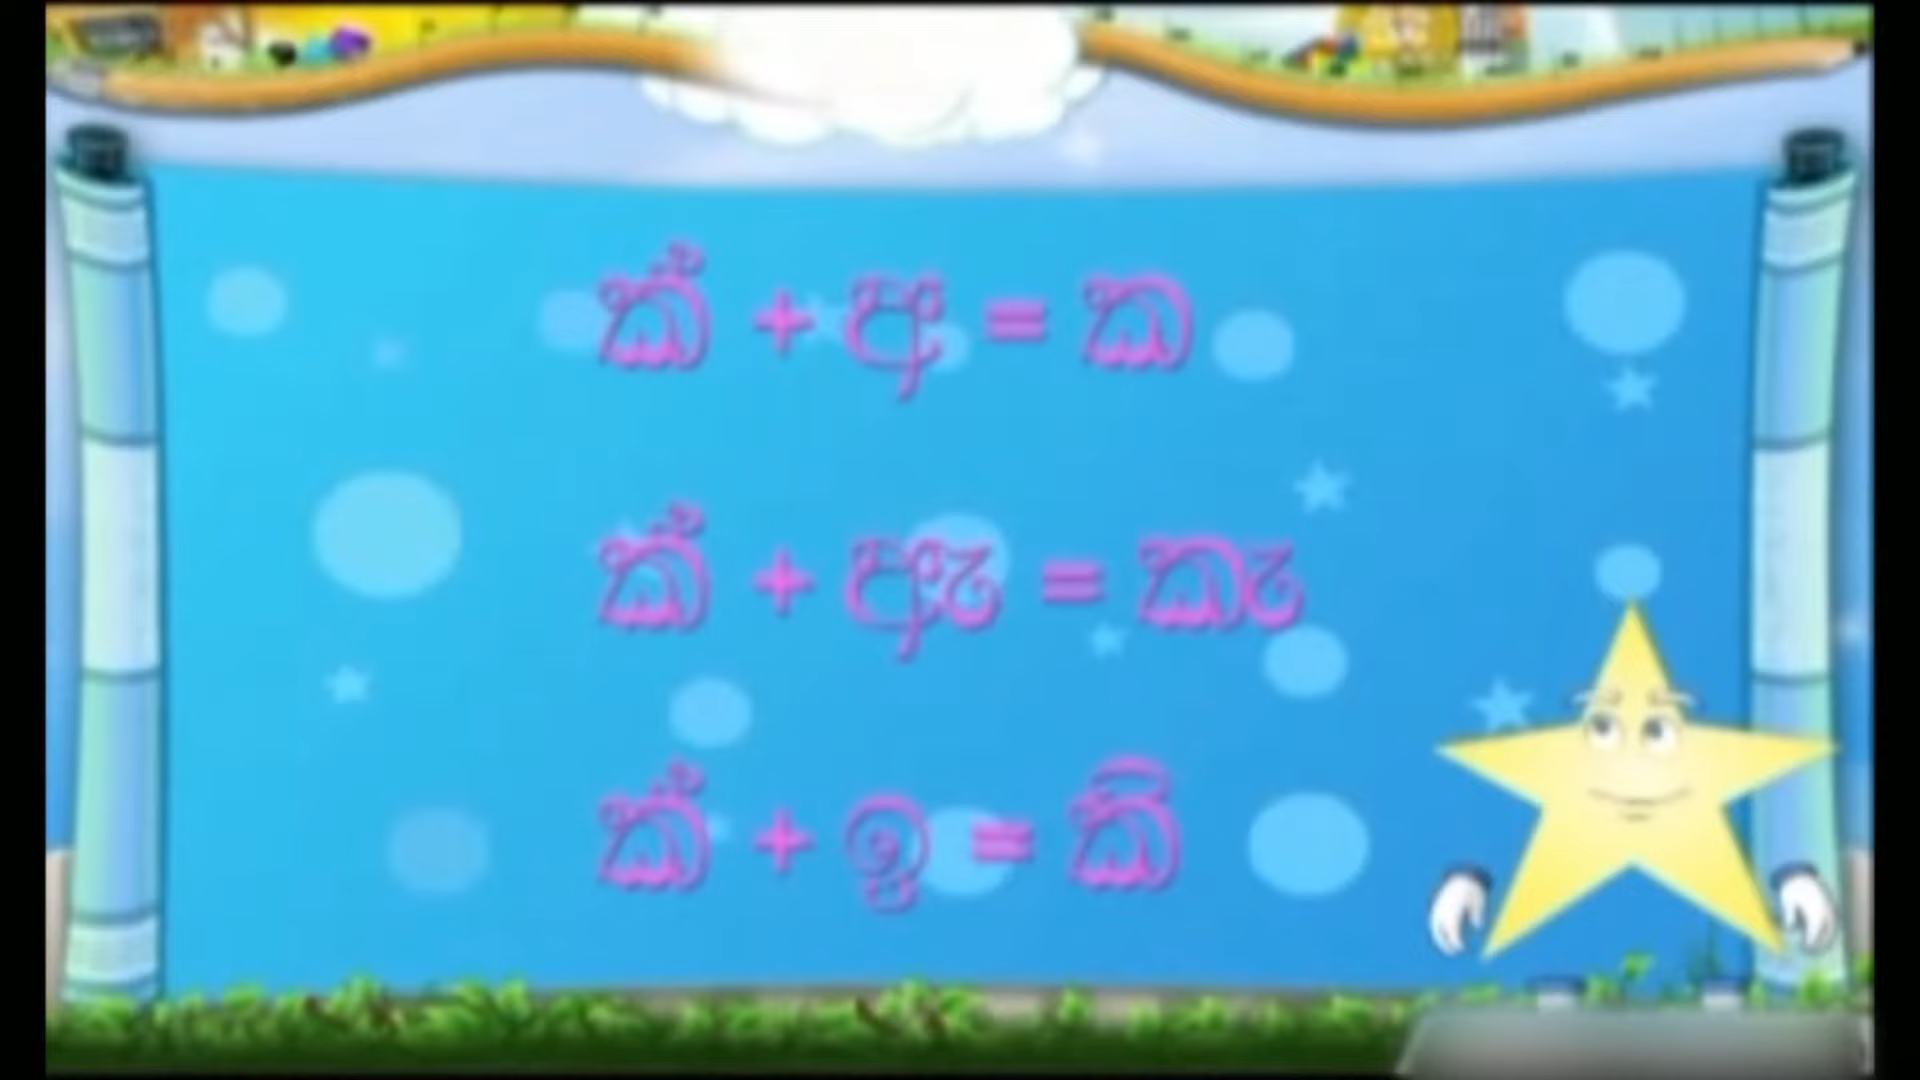 ක් + අ = ක
ක් + ඇ = කැ
ක් + ඉ = කි